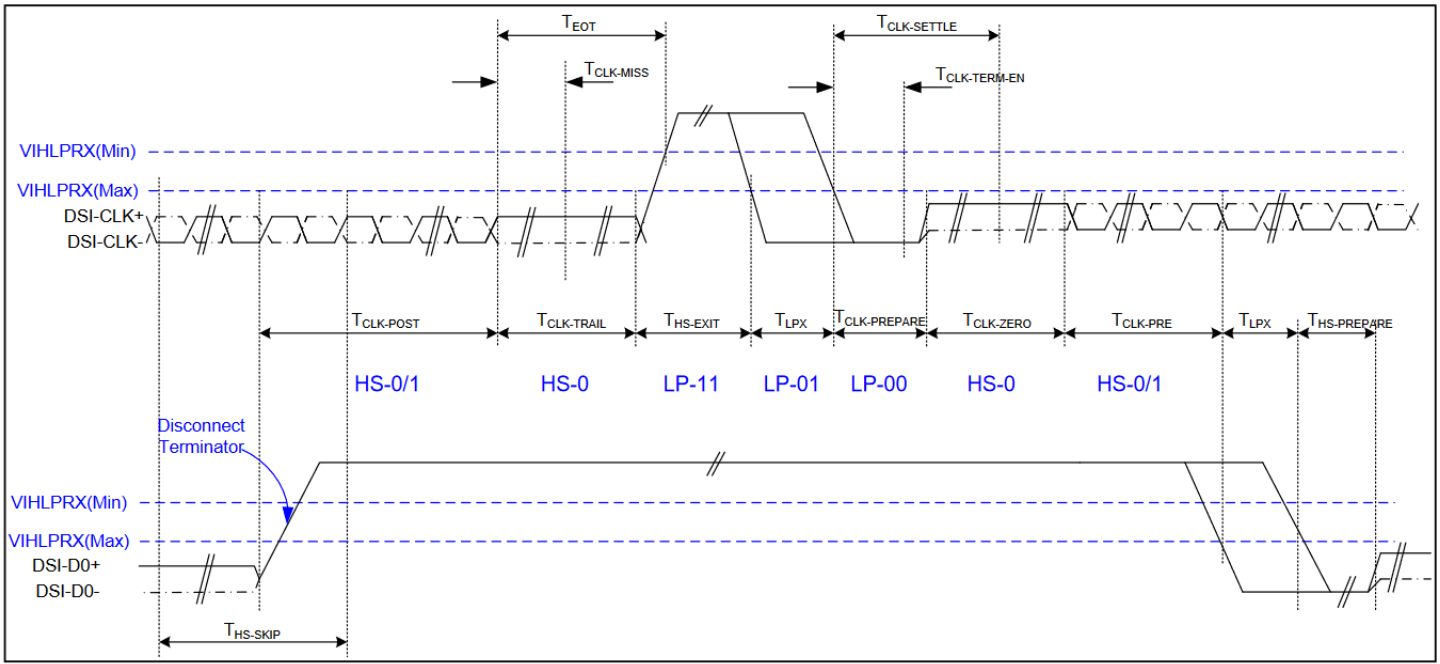 TEOT
TCLK-SETTLE
TCLK-MISS
TCLK-TERM-EN
VIHLPRX(Min)
VIHLPRX(Max)
DSI-CLK+
DSI-CLK-
TCLK-POST
TCLK-TRAIL
THS-EXIT
TLPX
TCLK-PREPARE
TCLK-ZERO
TCLK-PRE
TLPX
THS-PREPARE
HS-0/1
HS-0
LP-11
LP-01
LP-00
HS-0
HS-0/1
Disconnect
Terminator
VIHLPRX(Min)
VIHLPRX(Max)
DSI-D0+
DSI-D0-
THS-SKIP